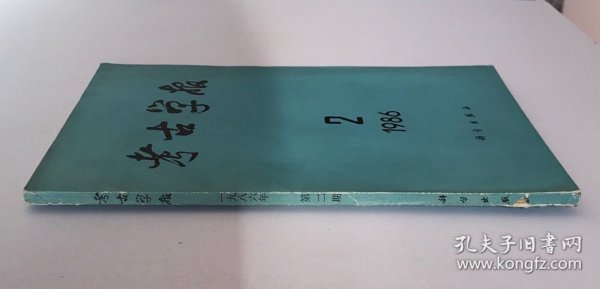 考古学报
2
1986
科学出版社
考古学报 一九八六年 第二期 科学出版社
孔夫子旧书网
www.kongfz.com